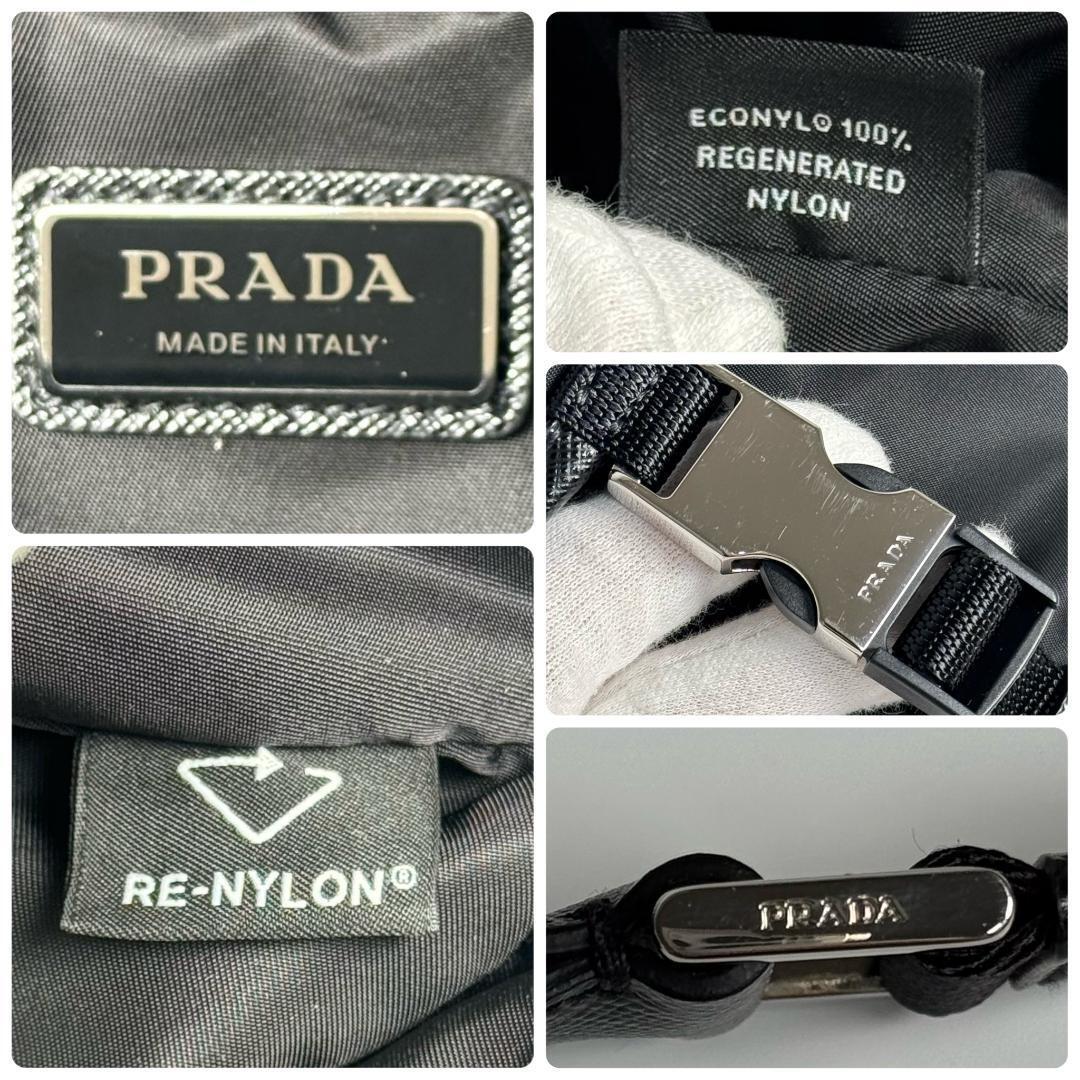 PRADA
MADE IN ITALY
ECONYL® 100%
REGENERATED
NYLON
PRADA
RE-NYLON®
PRADA